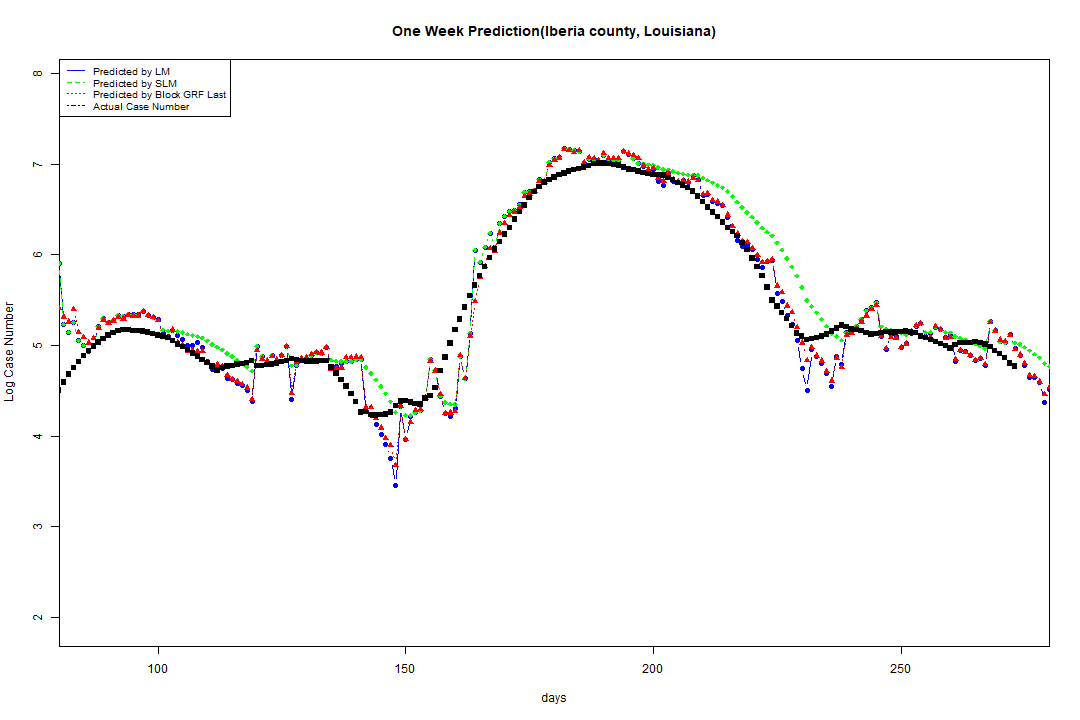 One Week Prediction(Iberia county, Louisiana)
Predicted by LM
Predicted by SLM
Predicted by Block GRF Last
Actual Case Number
8
7
6
5
4
3
2
Log Case Number
100 150 200 250
days